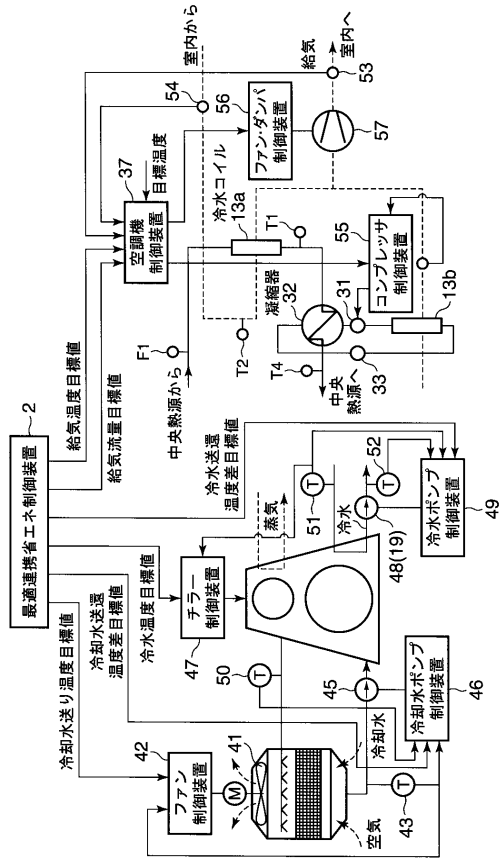 最適連携省エネ制御装置
2
冷却水送り温度目標値
冷却水送還
温度差目標値
冷水温度目標値
冷水送還
温度差目標値
給気流量目標値
給気温度目標値
42
ファン
制御装置
M
41
空気
T
43
冷却水
45
冷却水ポンプ
制御装置
46
T
50
47
チラー
制御装置
蒸気
冷水
T
51
T
52
48(19)
冷水ポンプ
制御装置
49
中央熱源から
F1
T2
T4
中央
熱源へ
33
凝縮器
32
31
T1
冷水コイル
13a
空調機
制御装置
37
目標温度
コンプレッサ
制御装置
55
13b
室内から
54
56
ファン・ダンパ
制御装置
57
給気
室内へ
53